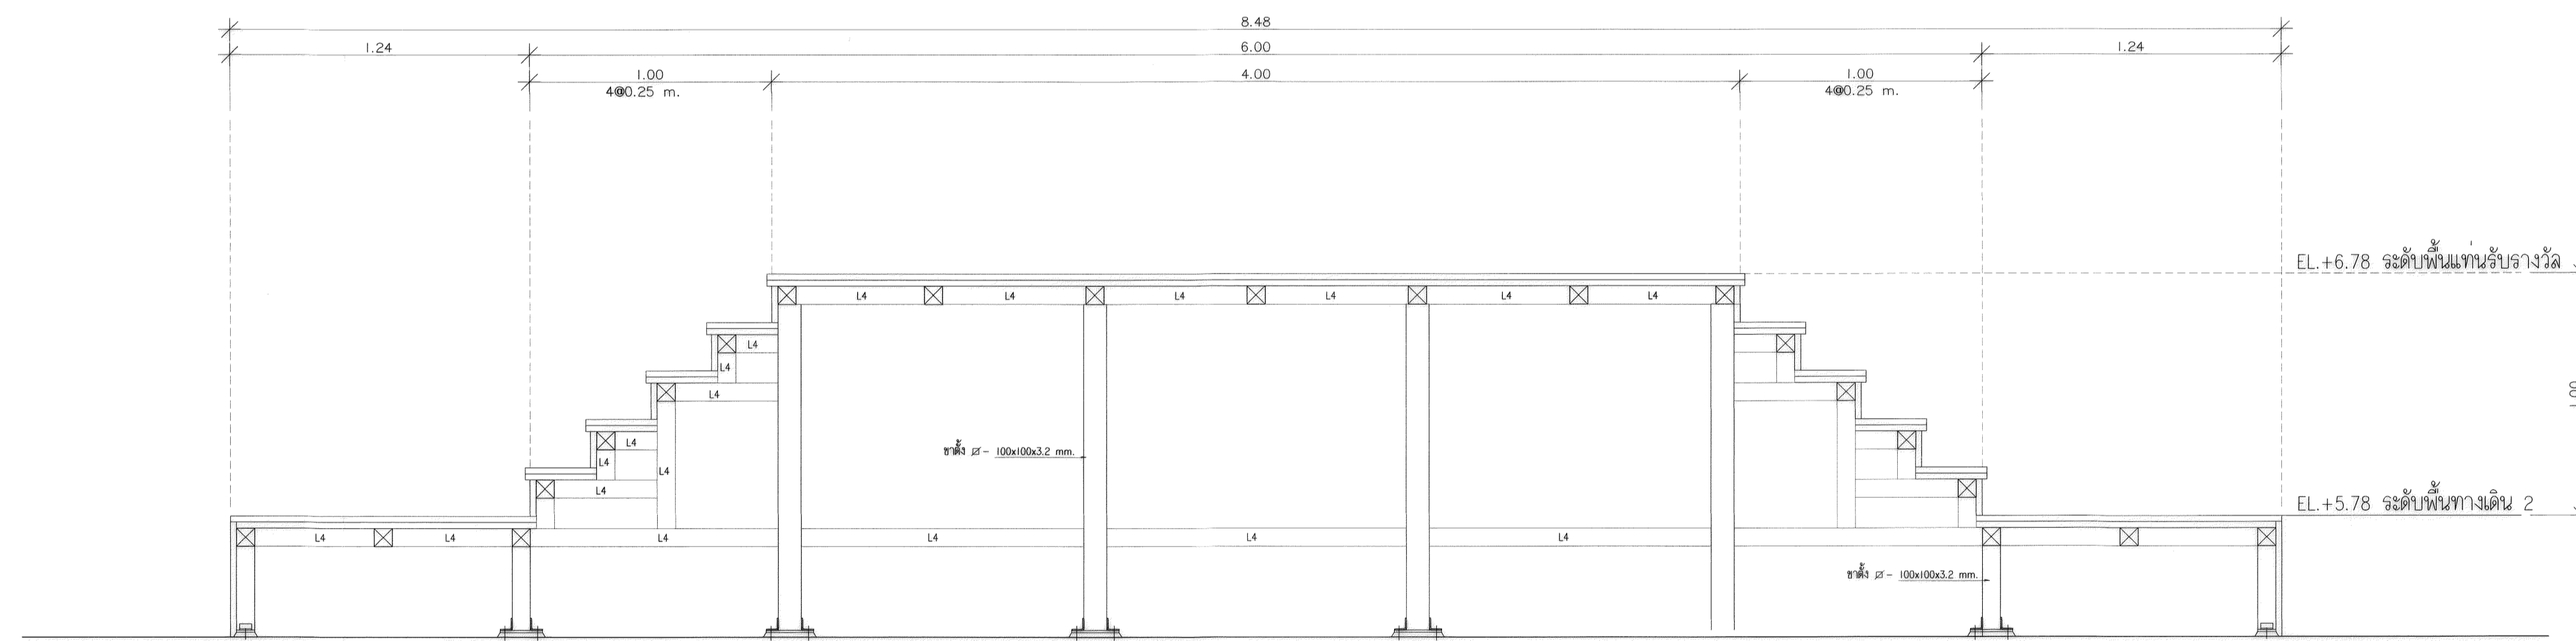 8.48
1.24
6.00
1.24
1.00
4.00
1.00
4@0.25 m.
4@0.25 m.
EL.+6.78 ระดับพื้นแท่นรับรางวัล
L4 L4 L4 L4 L4 L4
L4
L4
L4
1.00
L4
ขาตั้ง - 100x100x3.2 mm.
L4
L4
L4
EL.+5.78 ระดับพื้นทางเดิน 2
L4 L4 L4 L4 L4 L4
ขาตั้ง - 100x100x3.2 mm.